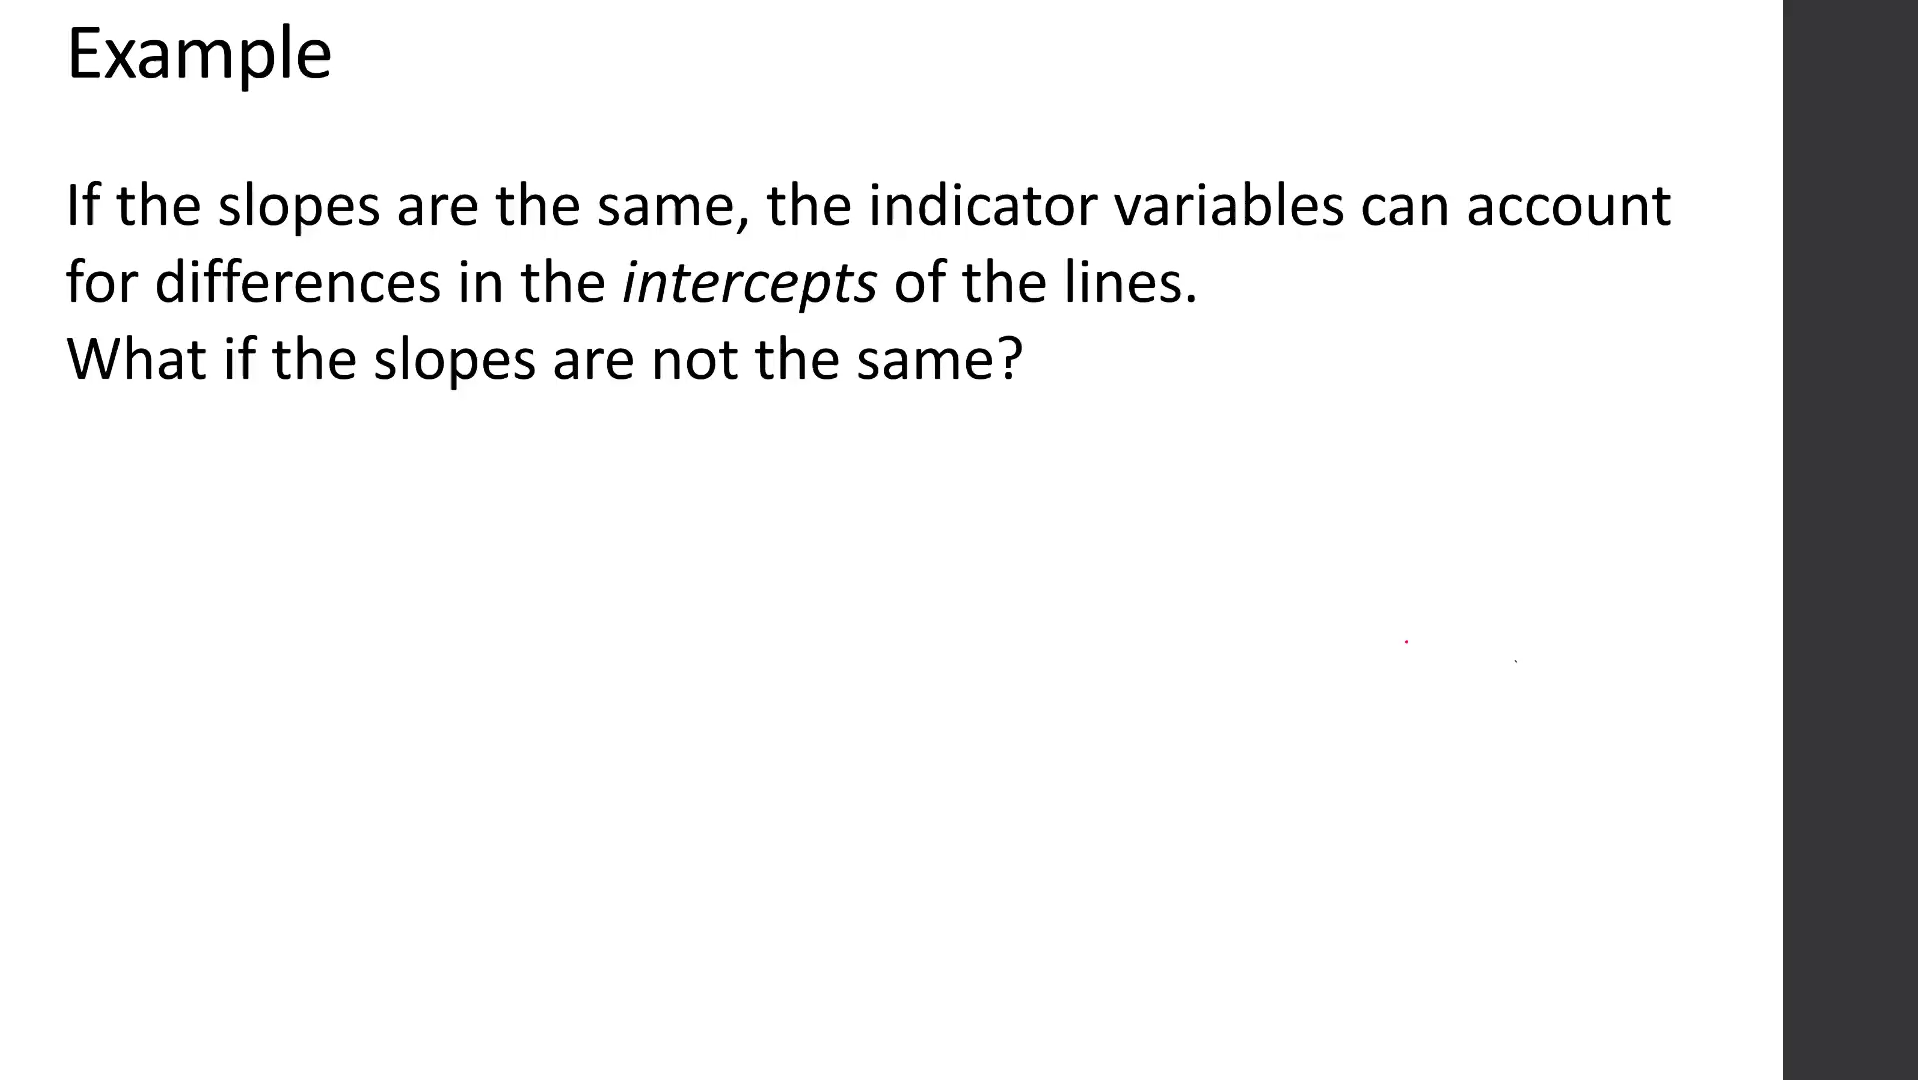 Example
If the slopes are the same, the indicator variables can account
for differences in the intercepts of the lines.
What if the slopes are not the same?